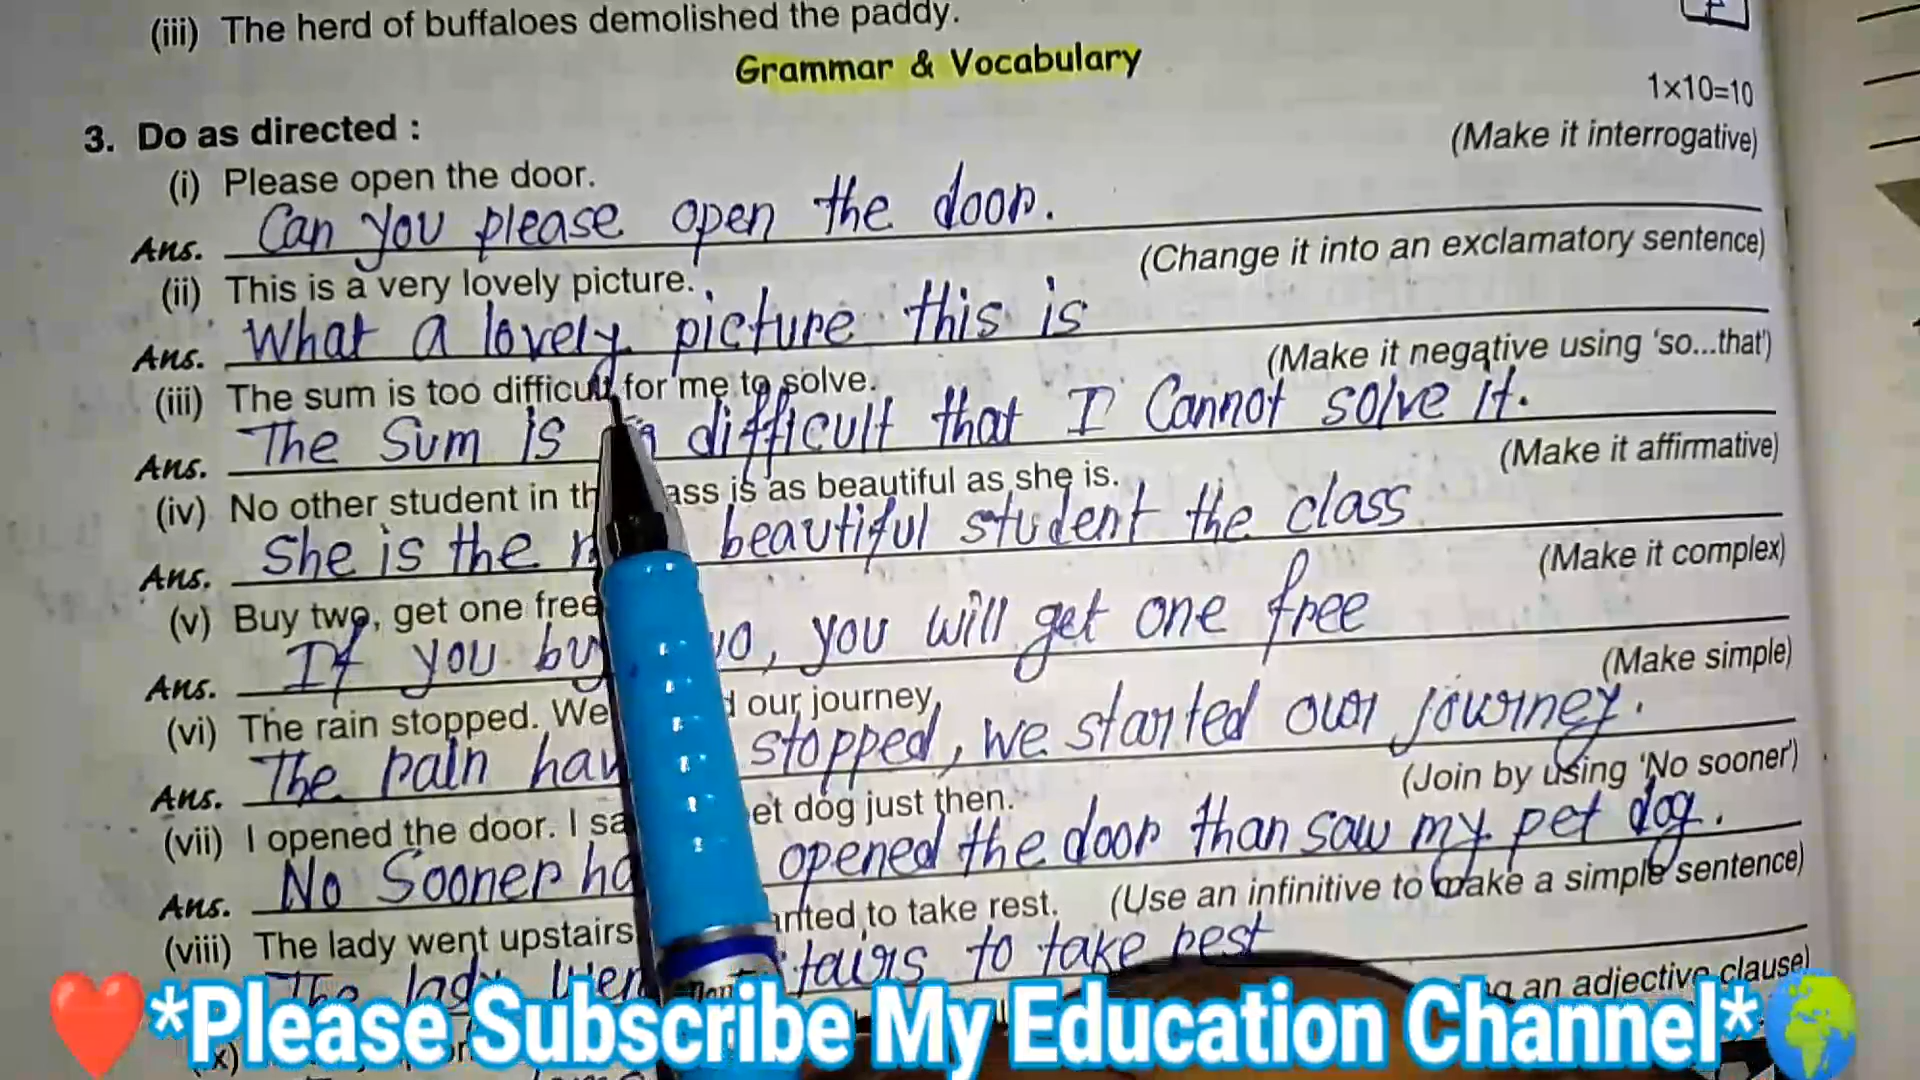 (iii) The herd of buffaloes demolished the paddy.
Grammar & Vocabulary
1×10=10
3. Do as directed :
(i) Please open the door. (Make it interrogative)
Ans. Can you please open the door.
(ii) This is a very lovely picture. (Change it into an exclamatory sentence)
Ans. What a lovely picture this is
(iii) The sum is too difficult for me to solve. (Make it negative using 'so...that')
Ans. The Sum is difficult that I Cannot solve it.
(iv) No other student in th ass is as beautiful as she is. (Make it affirmative)
Ans. She is the beautiful student the class
(v) Buy two, get one free (Make it complex)
Ans. If you by , you will get one free
(vi) The rain stopped. We our journey. (Make simple)
Ans. The rain hav stopped, we started our journey.
(vii) I opened the door. I sa et dog just then. (Join by using 'No sooner')
Ans. No Sooner ha opened the door than saw my pet dog.
(viii) The lady went upstairs anted to take rest. (Use an infinitive to make a simple sentence)
The lady Wen tairs to take rest
an adjective clause)
*Please Subscribe My Education Channel*